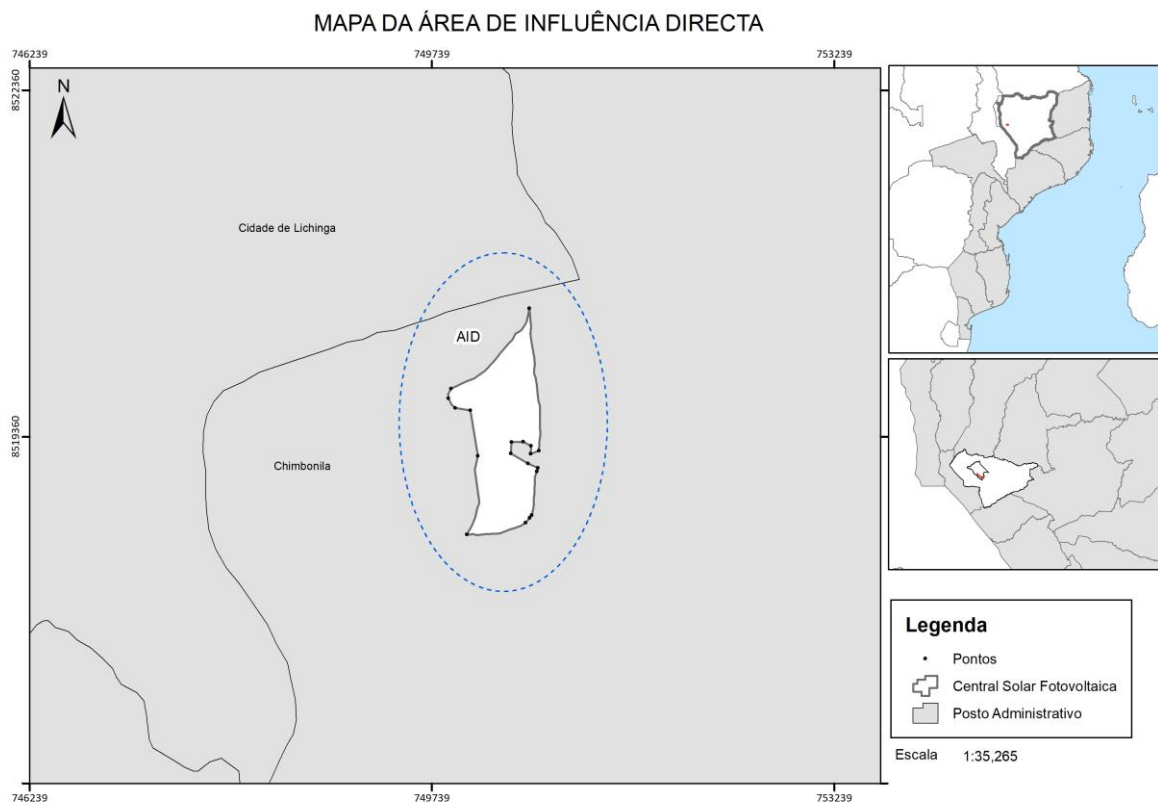 MAPA DA ÁREA DE INFLUÊNCIA DIRECTA
746239
749739
753239
8522360
N
Cidade de Lichinga
AID
8519360
Chimbonila
746239
749739
753239
Legenda
Pontos
Central Solar Fotovoltaica
Posto Administrativo
Escala 1:35,265